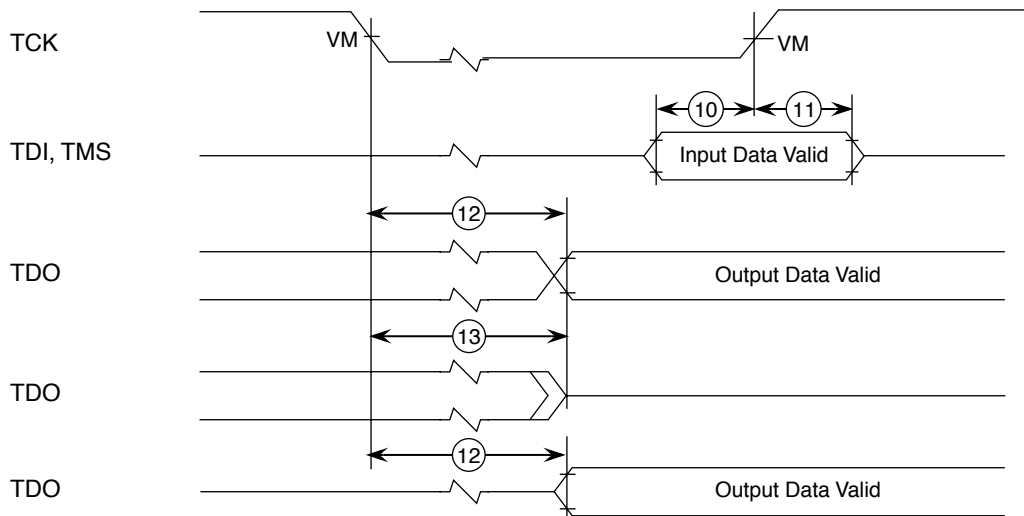 TCK
VM
VM
10
11
TDI, TMS
Input Data Valid
12
TDO
Output Data Valid
13
TDO
12
TDO
Output Data Valid